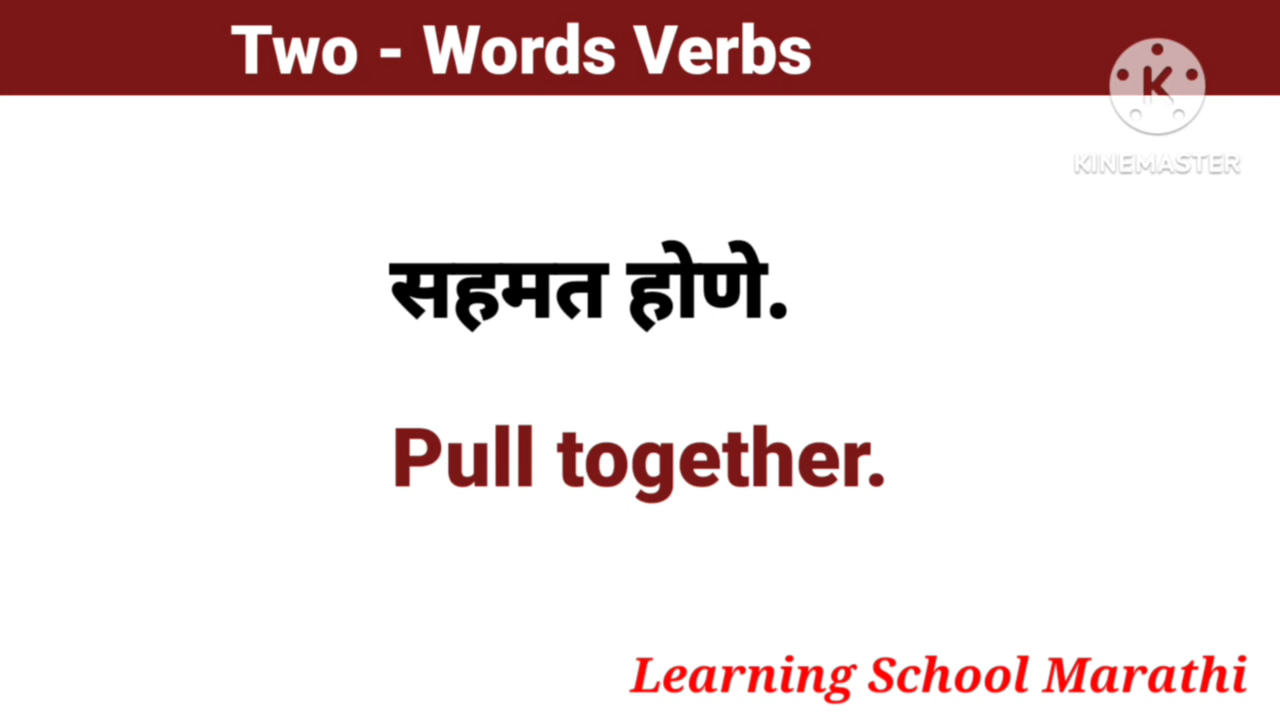 Two - Words Verbs
K
KINEMASTER
सहमत होणे.
Pull together.
Learning School Marathi